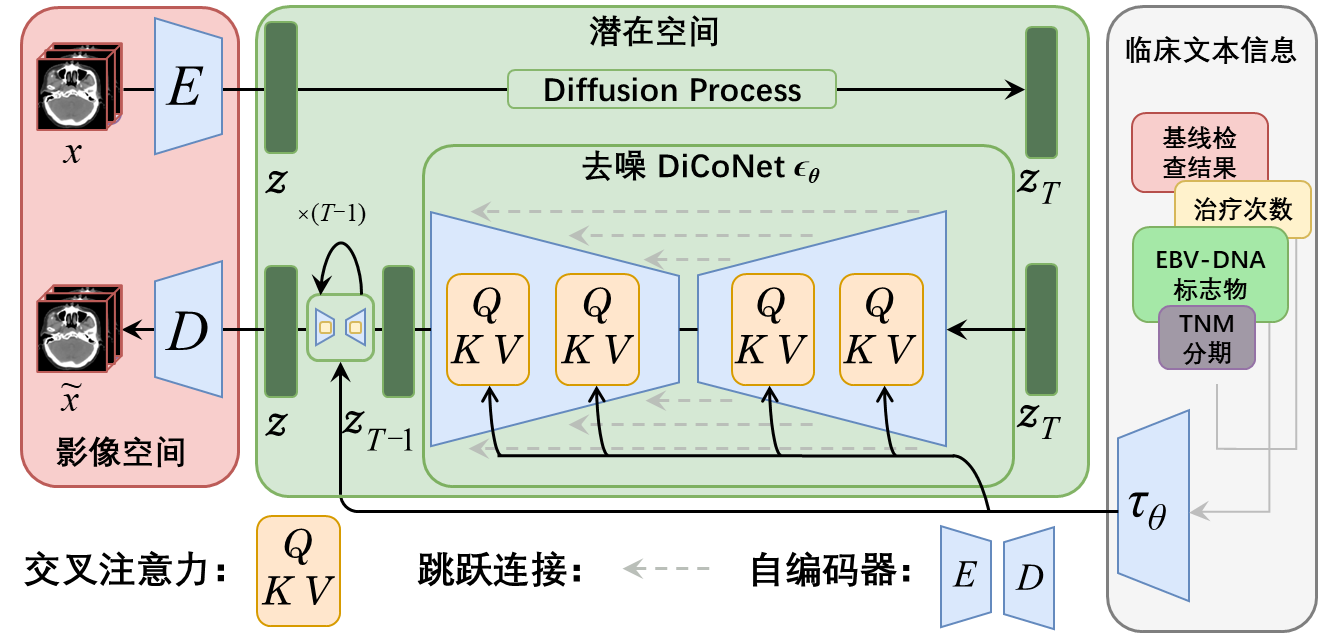 E
x
z
潜在空间
Diffusion Process
z_T
D
x̃
影像空间
z
×(T−1)
z_{T−1}
去噪 DiCoNet ϵ_θ
Q
K V
Q
K V
Q
K V
Q
K V
z_T
临床文本信息
基线检
查结果
治疗次数
EBV-DNA
标志物
TNM
分期
τ_θ
交叉注意力：
Q
K V
跳跃连接：
自编码器：
E
D